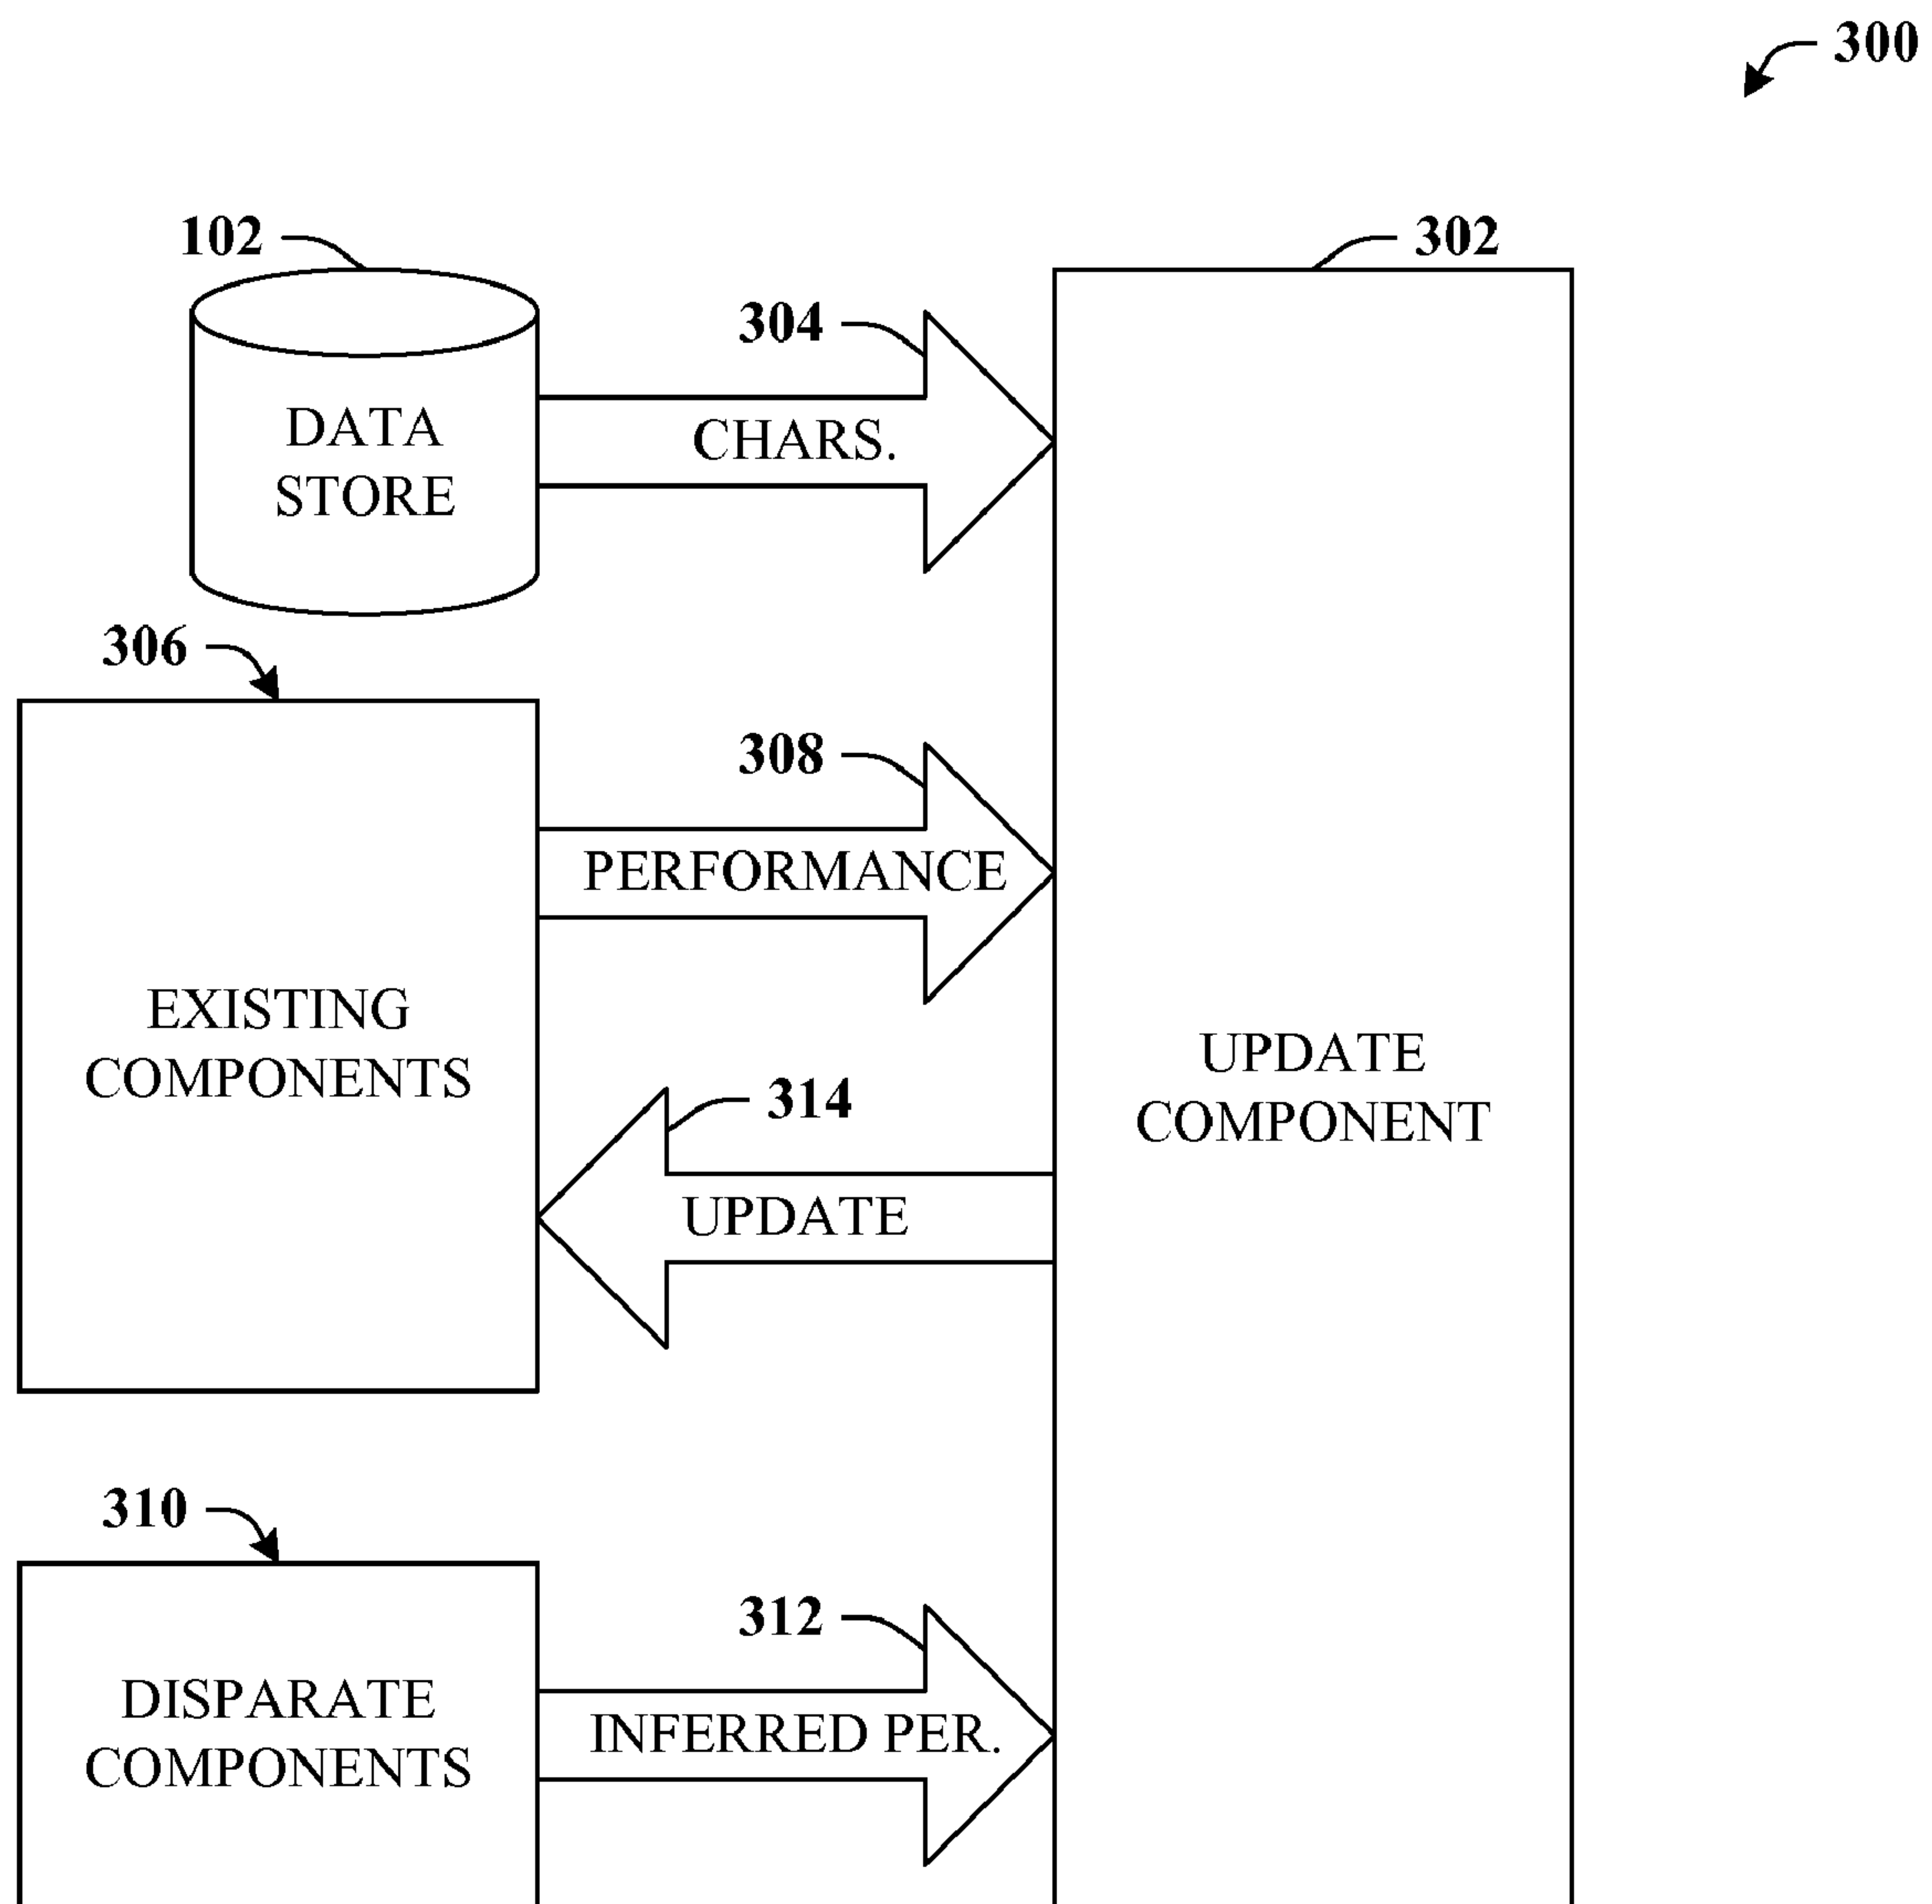 300
102
302
304
DATA
STORE
CHARS.
306
308
PERFORMANCE
EXISTING
COMPONENTS
UPDATE
COMPONENT
314
UPDATE
310
312
DISPARATE
COMPONENTS
INFERRED PER.